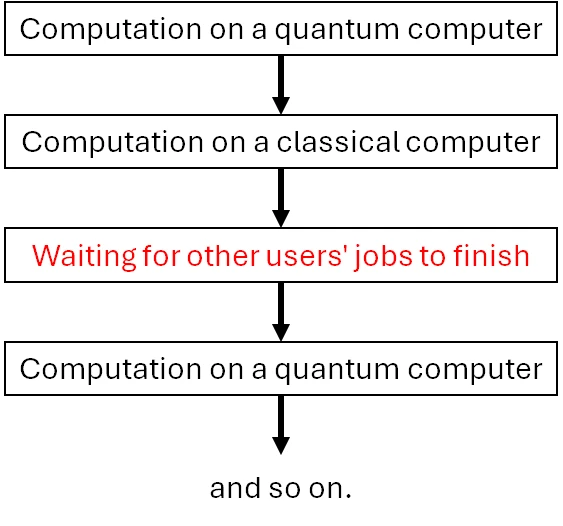 Computation on a quantum computer
Computation on a classical computer
Waiting for other users' jobs to finish
Computation on a quantum computer
and so on.